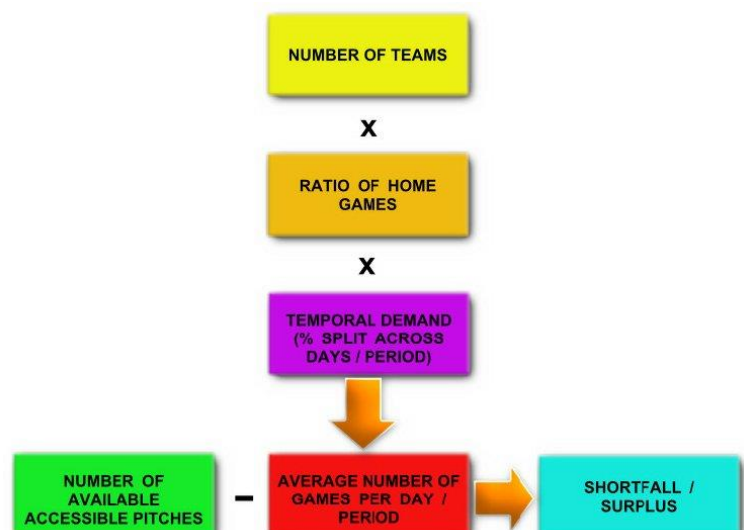 NUMBER OF TEAMS
X
RATIO OF HOME
GAMES
X
TEMPORAL DEMAND
(% SPLIT ACROSS
DAYS / PERIOD)
NUMBER OF
AVAILABLE
ACCESSIBLE PITCHES
–
AVERAGE NUMBER OF
GAMES PER DAY /
PERIOD
SHORTFALL /
SURPLUS